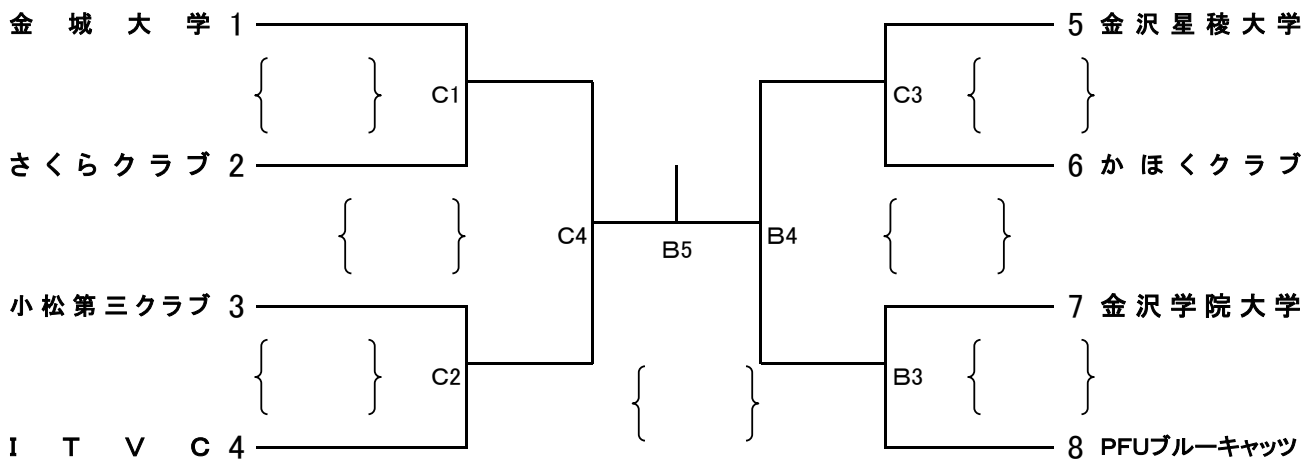 金城大学 1
5 金沢星稜大学
C1
C3
さくらクラブ 2
6 かほくクラブ
C4
B5
B4
小松第三クラブ 3
7 金沢学院大学
C2
B3
ITVC 4
8 PFUブルーキャッツ